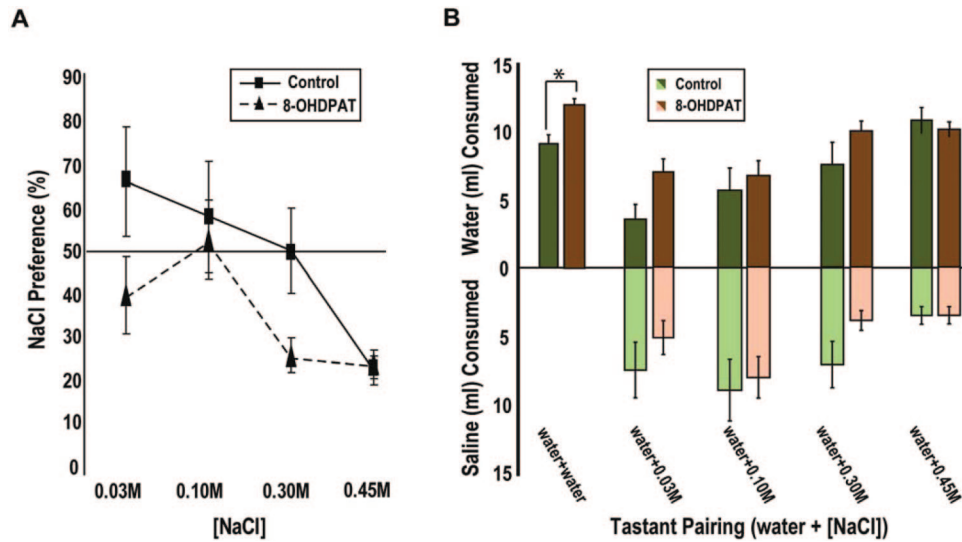 A
90
80
70
60
50
40
30
20
10
0
NaCl Preference (%)
Control
8-OHDPAT
0.03M 0.10M 0.30M 0.45M
[NaCl]
B
15
10
5
0
5
10
15
Water (ml) Consumed
Saline (ml) Consumed
Control
8-OHDPAT
*
water+water
water+0.03M
water+0.10M
water+0.30M
water+0.45M
Tastant Pairing (water + [NaCl])